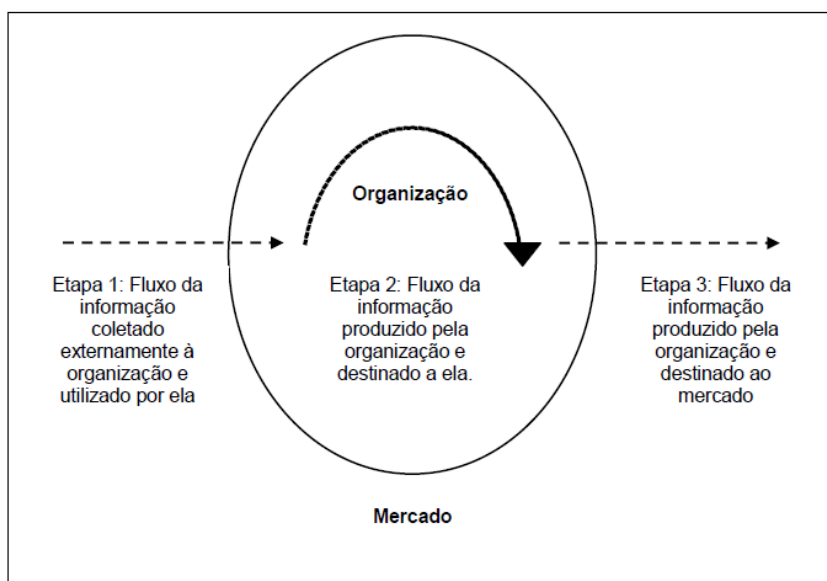 Organização
Etapa 1: Fluxo da
informação
coletado
externamente à
organização e
utilizado por ela
Etapa 2: Fluxo da
informação
produzido pela
organização e
destinado a ela.
Etapa 3: Fluxo da
informação
produzido pela
organização e
destinado ao
mercado
Mercado